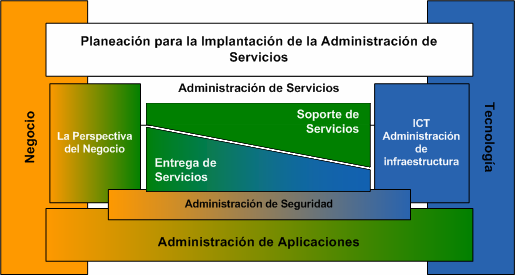 Planeación para la Implantación de la Administración de
Servicios
Administración de Servicios
Negocio
La Perspectiva
del Negocio
Soporte de
Servicios
Entrega de
Servicios
ICT
Administración
de
infraestructura
Tecnología
Administración de Seguridad
Administración de Aplicaciones